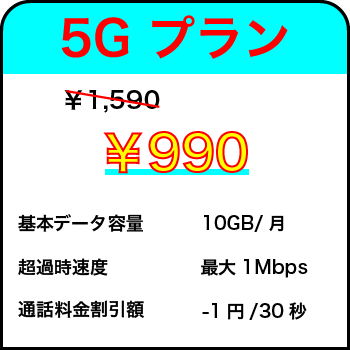 5G プラン
¥1,590
¥990
基本データ容量 10GB/ 月
超過時速度 最大 1Mbps
通話料金割引額 -1 円 /30 秒